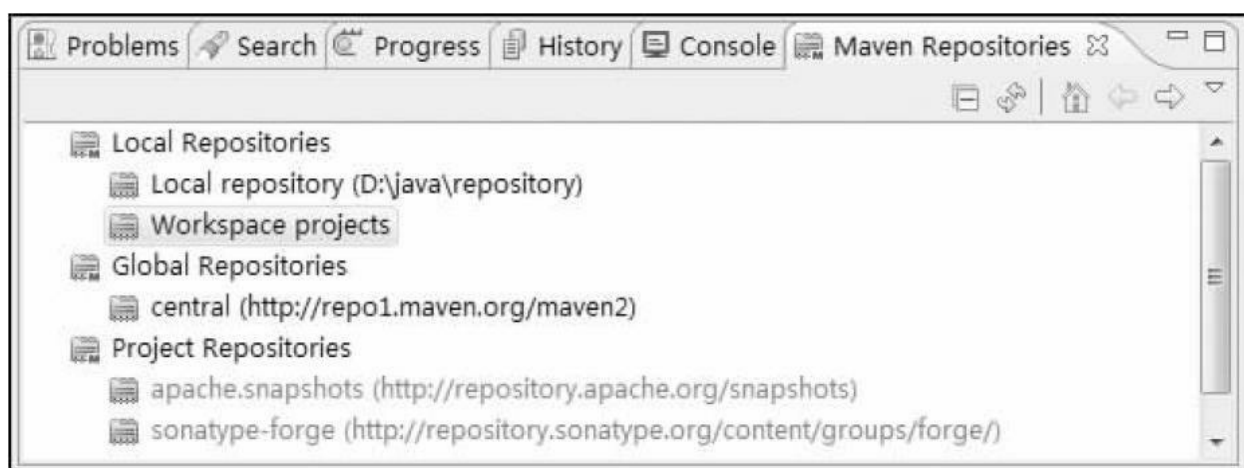 Problems Search Progress History Console Maven Repositories
Local Repositories
Local repository (D:\java\repository)
Workspace projects
Global Repositories
central (http://repo1.maven.org/maven2)
Project Repositories
apache.snapshots (http://repository.apache.org/snapshots)
sonatype-forge (http://repository.sonatype.org/content/groups/forge/)